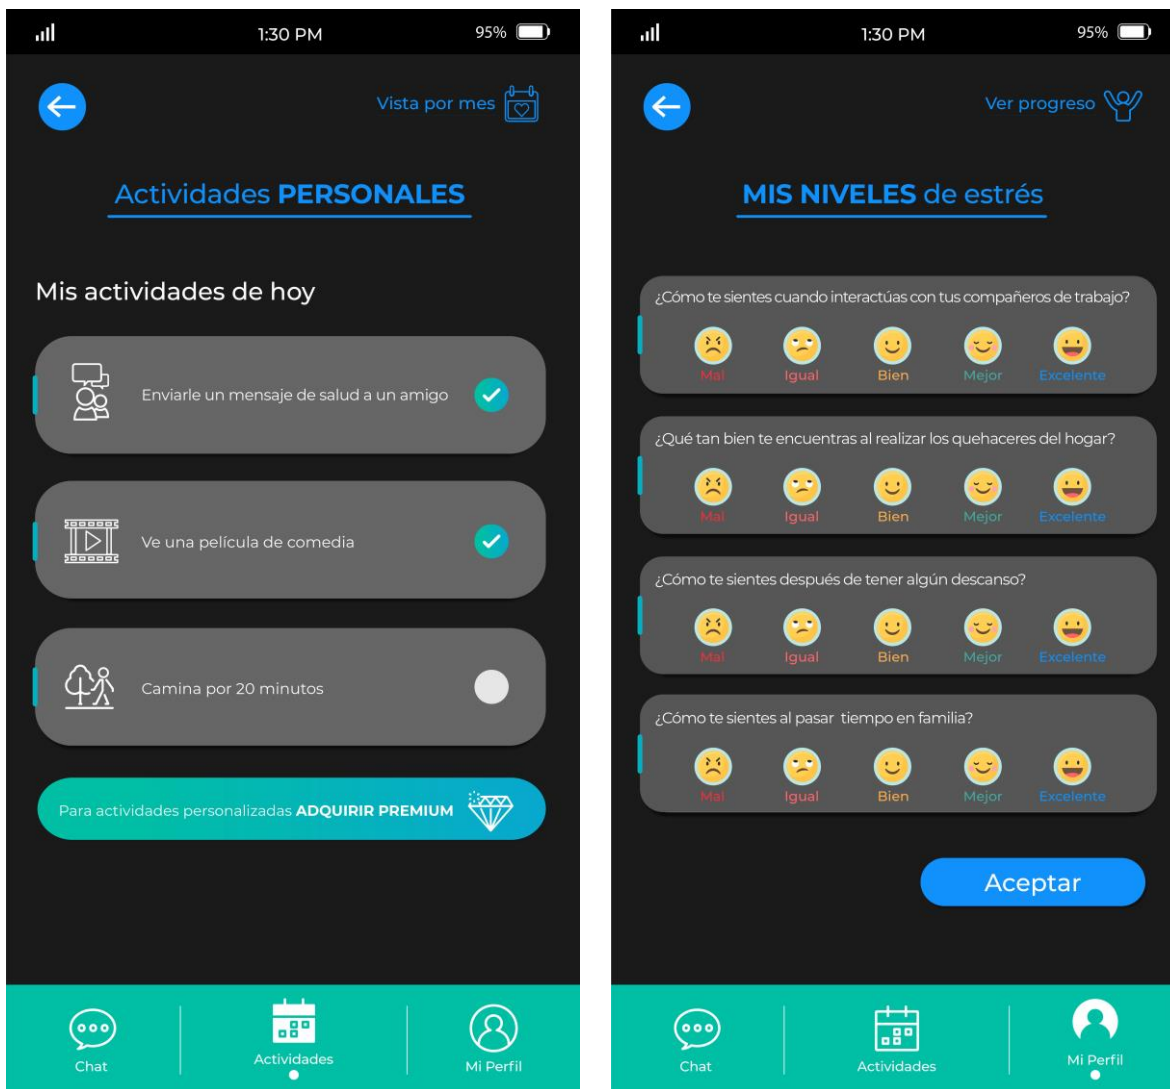 1:30 PM
95%
Vista por mes
Actividades PERSONALES
Mis actividades de hoy
Enviarle un mensaje de salud a un amigo
Ve una película de comedia
Camina por 20 minutos
Para actividades personalizadas ADQUIRIR PREMIUM
Chat
Actividades
Mi Perfil
1:30 PM
95%
Ver progreso
MIS NIVELES de estrés
¿Cómo te sientes cuando interactúas con tus compañeros de trabajo?
Mal Igual Bien Mejor Excelente
¿Qué tan bien te encuentras al realizar los quehaceres del hogar?
Mal Igual Bien Mejor Excelente
¿Cómo te sientes después de tener algún descanso?
Mal Igual Bien Mejor Excelente
¿Cómo te sientes al pasar tiempo en familia?
Mal Igual Bien Mejor Excelente
Aceptar
Chat
Actividades
Mi Perfil